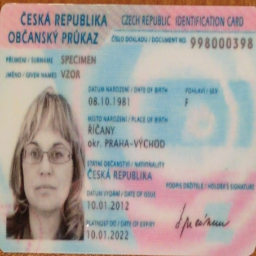 ČESKÁ REPUBLIKA CZECH REPUBLIC IDENTIFICATION CARD
OBČANSKÝ PRŮKAZ ČÍSLO DOKLADU / DOCUMENT NO. 998000398
PŘÍJMENÍ / SURNAME SPECIMEN
JMÉNO / GIVEN NAMES VZOR
DATUM NAROZENÍ / DATE OF BIRTH POHLAVÍ / SEX
08.10.1981 F
MÍSTO NAROZENÍ / PLACE OF BIRTH
ŘÍČANY
okr. PRAHA-VÝCHOD
STÁTNÍ OBČANSTVÍ / NATIONALITY
ČESKÁ REPUBLIKA
PODPIS DRŽITELE / HOLDER'S SIGNATURE
DATUM VYDÁNÍ / DATE OF ISSUE
10.01.2012
Specimen
PLATNOST DO / DATE OF EXPIRY
10.01.2022